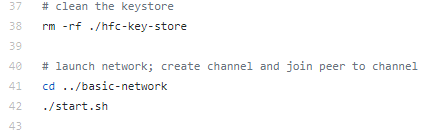 37 # clean the keystore
38 rm -rf ./hfc-key-store
39
40 # launch network; create channel and join peer to channel
41 cd ../basic-network
42 ./start.sh
43